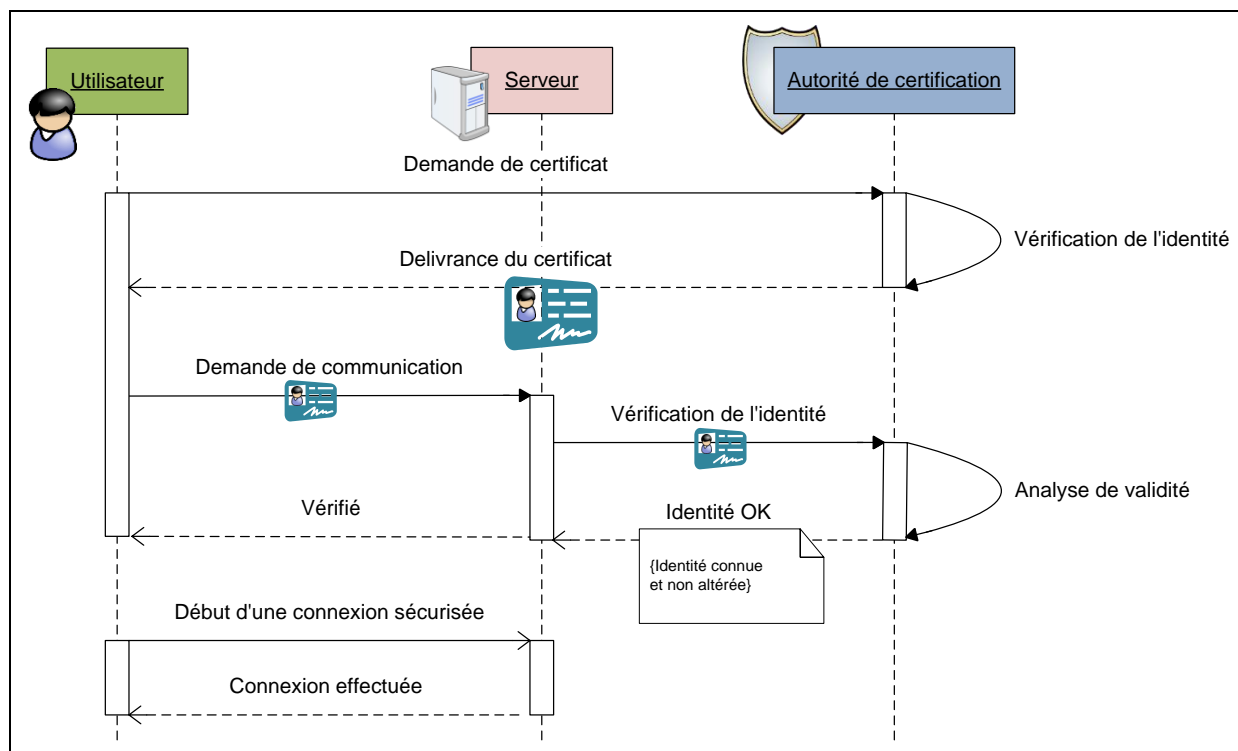 Utilisateur
Serveur
Autorité de certification
Demande de certificat
Vérification de l'identité
Delivrance du certificat
Demande de communication
Vérification de l'identité
Analyse de validité
Vérifié
Identité OK
{Identité connue
et non altérée}
Début d'une connexion sécurisée
Connexion effectuée